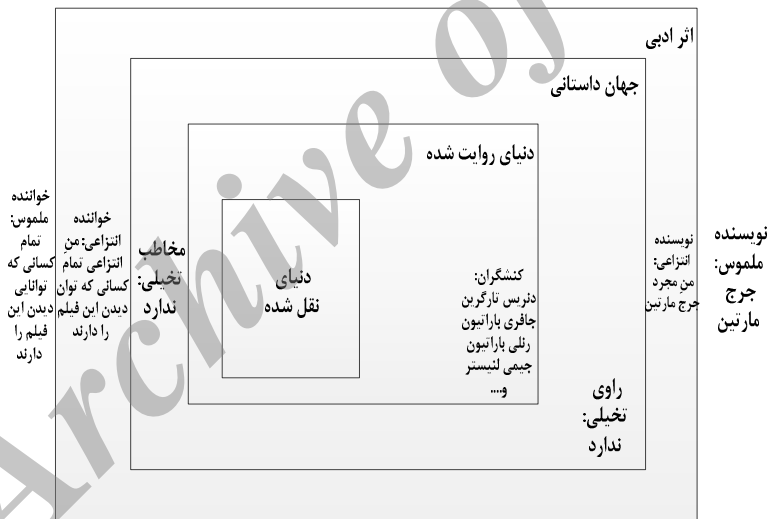 اثر ادبی
جهان داستانی
دنیای روایت شده
نویسنده
ملموس:
جرج
مارتین
نویسنده
انتزاعی:
منِ مجرد
جرج مارتین
راوی
تخیلی:
ندارد
کنشگران:
دنریس تارگرین
جافری باراتیون
رنلی باراتیون
جیمی لنیستر
و....
دنیای
نقل شده
مخاطب
تخیلی:
ندارد
خواننده
انتزاعی: منِ
انتزاعی تمام
کسانی که توان
دیدن این فیلم
را دارند
خواننده
ملموس:
تمام
کسانی که
توانایی
دیدن این
فیلم را
دارند
Archive of